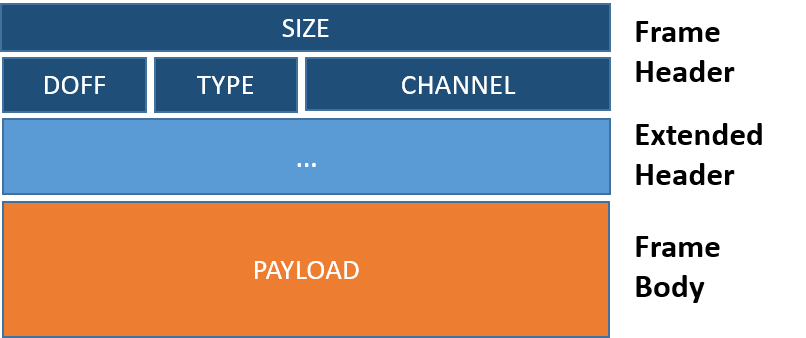 SIZE
Frame
Header
DOFF TYPE CHANNEL
Extended
Header
...
Frame
Body
PAYLOAD